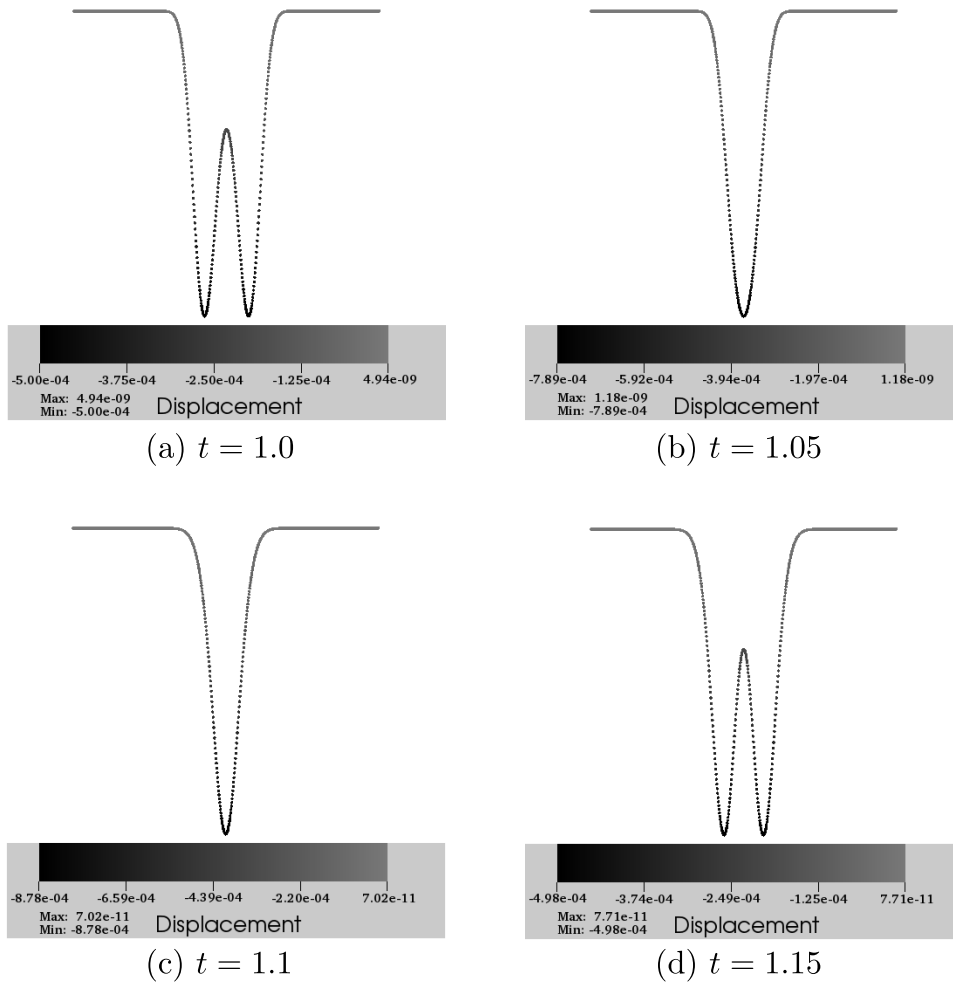 -5.00e-04 -3.75e-04 -2.50e-04 -1.25e-04 4.94e-09
Max: 4.94e-09
Min: -5.00e-04
Displacement
(a) t = 1.0
-7.89e-04 -5.92e-04 -3.94e-04 -1.97e-04 1.18e-09
Max: 1.18e-09
Min: -7.89e-04
Displacement
(b) t = 1.05
-8.78e-04 -6.59e-04 -4.39e-04 -2.20e-04 7.02e-11
Max: 7.02e-11
Min: -8.78e-04
Displacement
(c) t = 1.1
-4.98e-04 -3.74e-04 -2.49e-04 -1.25e-04 7.71e-11
Max: 7.71e-11
Min: -4.98e-04
Displacement
(d) t = 1.15